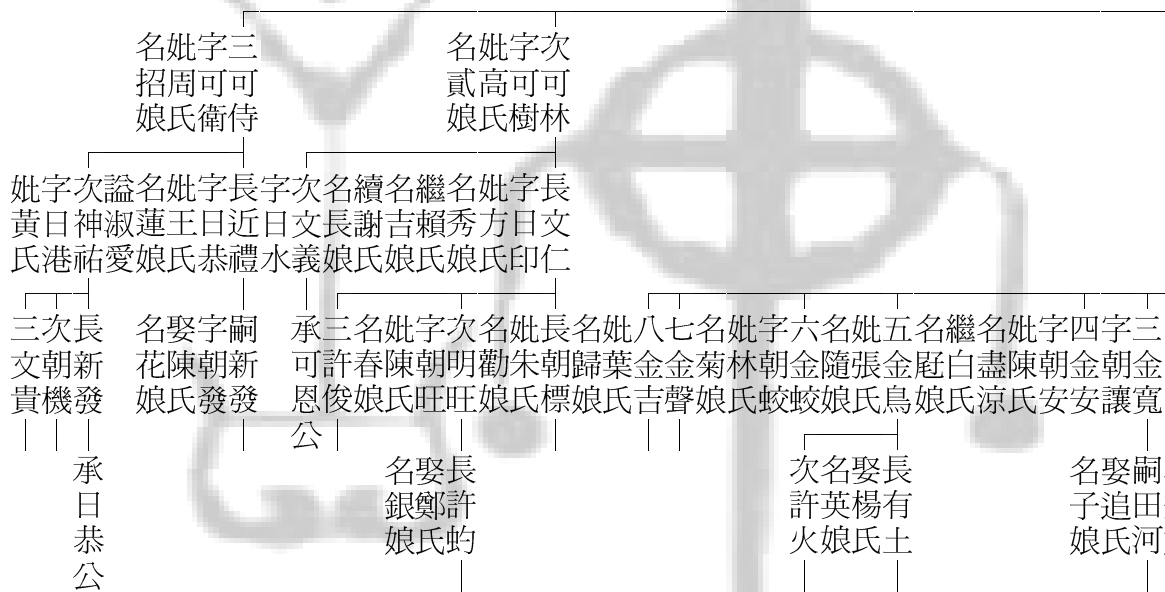 次可林
字可樹
妣高氏
名貳娘
三可侍
字可衛
妣周氏
名招娘
長文仁
字日印
妣方氏
名秀娘
繼賴氏
名吉娘
續謝氏
名長娘
次文義
字日水
長近禮
字日恭
妣王氏
名蓮娘
謚淑愛
次神祐
字日港
妣黃氏
三金寬
字朝讓
四金安
字朝安
妣陳氏
名盡涼
繼白氏
名娘
五金鳥
妣張氏
名隨娘
六金蛟
字朝蛟
妣林氏
名菊娘
七金聲
八金吉
妣葉氏
名歸娘
長朝標
妣朱氏
名勸娘
次明旺
字朝旺
妣陳氏
名春娘
三許俊
承可恩公
嗣新發
字朝發
娶陳氏
名花娘
長新發
次朝機
三文貴
嗣田河
娶追氏
名子娘
長有土
娶楊氏
名英娘
次許火
長許虳
娶鄭氏
名銀娘
承日恭公